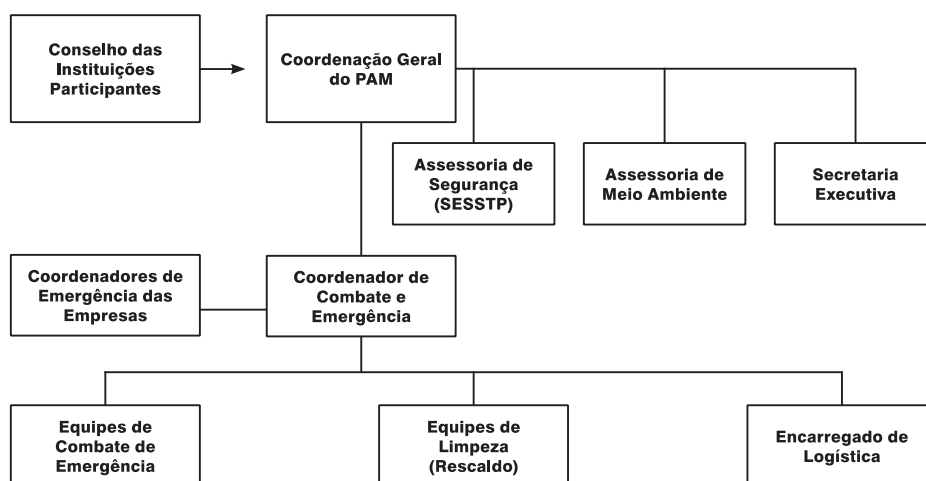 Conselho das
Instituições
Participantes
Coordenação Geral
do PAM
Assessoria de
Segurança
(SESSTP)
Assessoria de
Meio Ambiente
Secretaria
Executiva
Coordenadores de
Emergência das
Empresas
Coordenador de
Combate e
Emergência
Equipes de
Combate de
Emergência
Equipes de
Limpeza
(Rescaldo)
Encarregado de
Logística